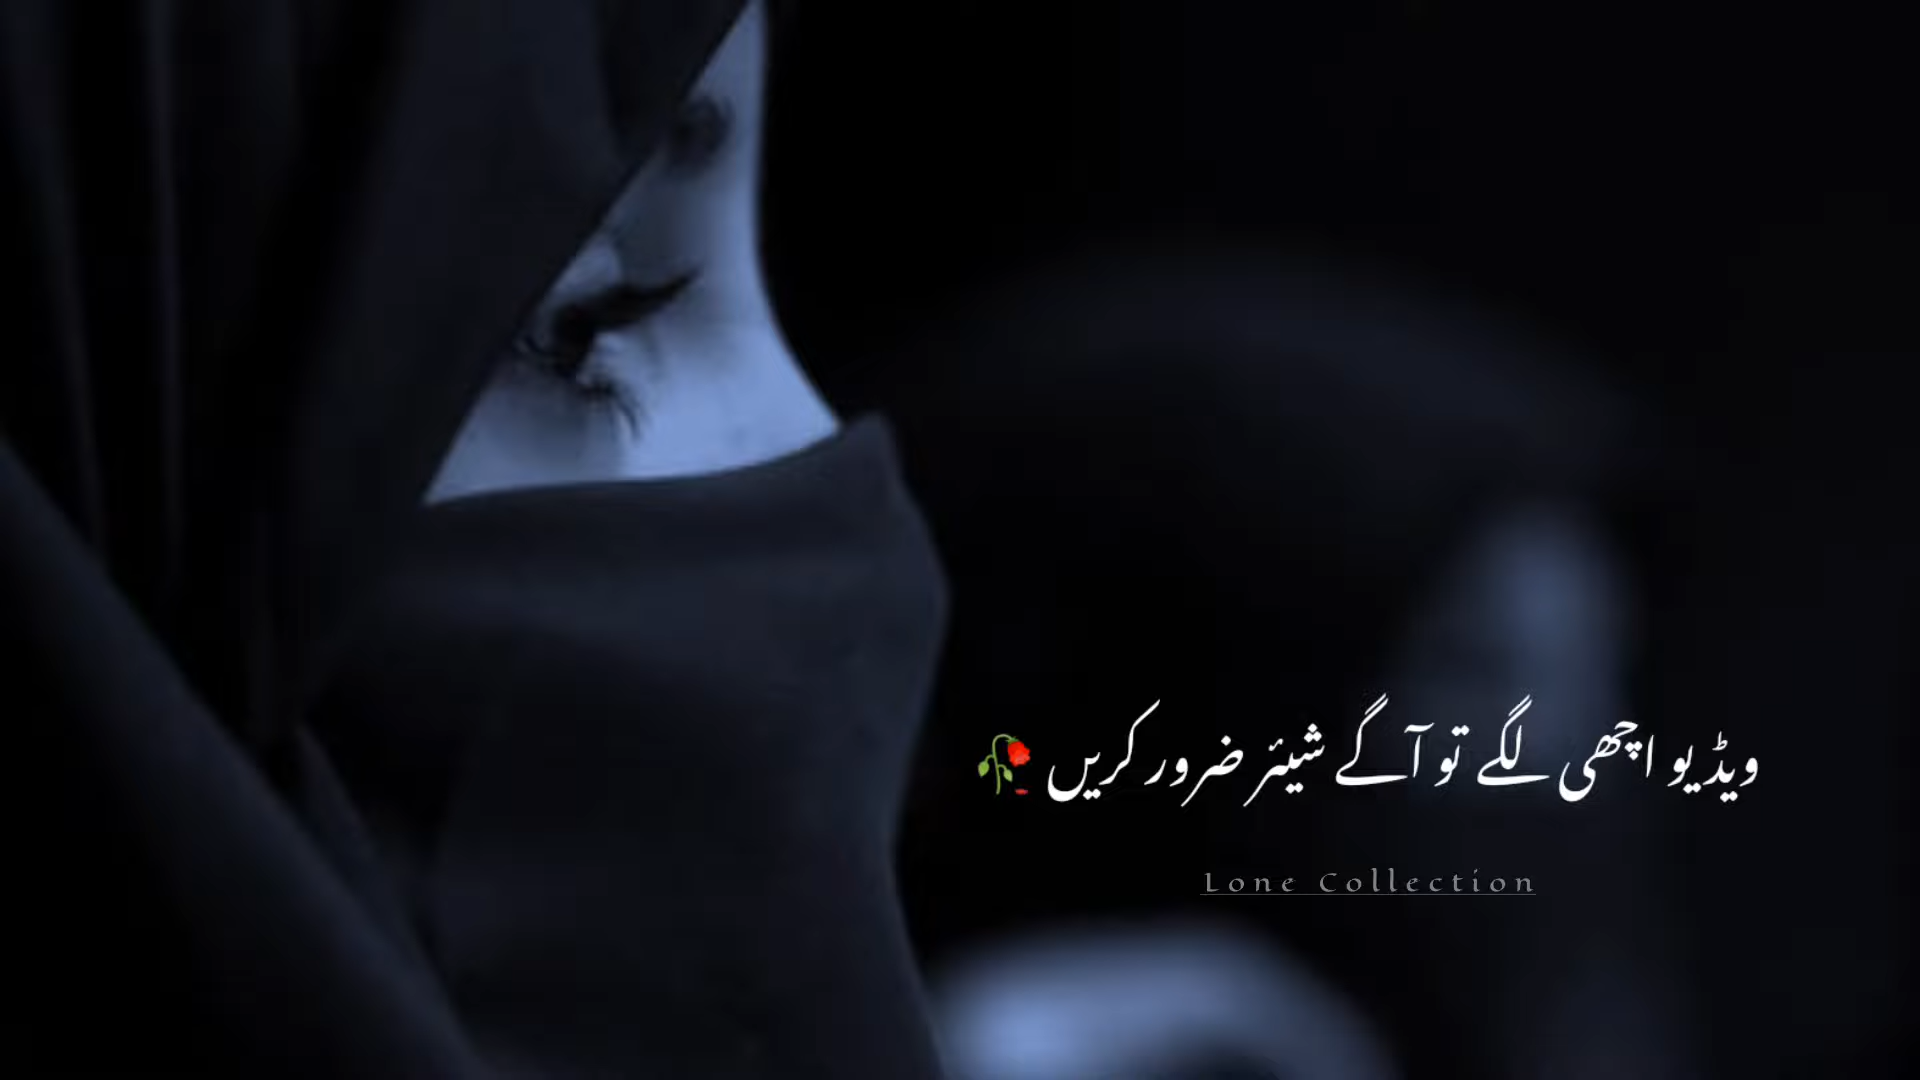 ویڈیو اچھی لگے تو آگے شیئر ضرور کریں 🥀
Lone Collection